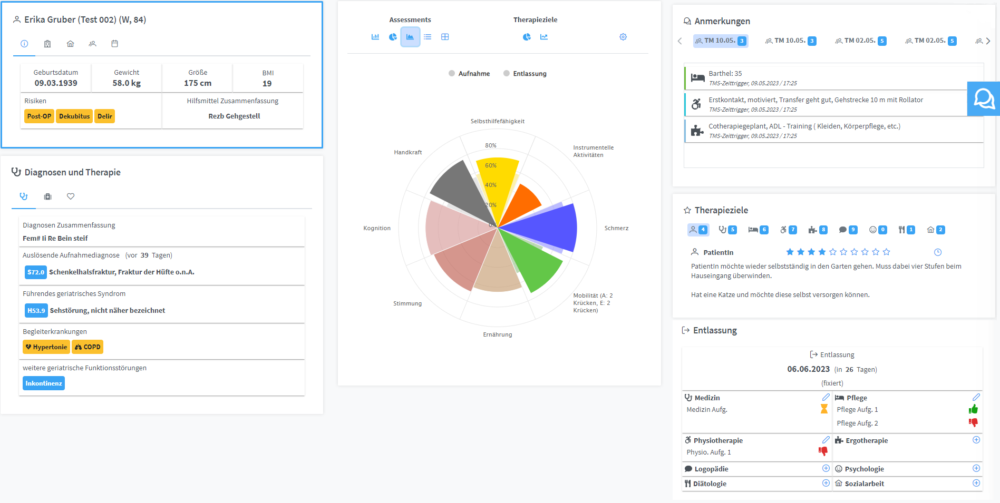 Erika Gruber (Test 002) (W, 84)
Geburtsdatum
09.03.1939
Gewicht
58.0 kg
Größe
175 cm
BMI
19
Risiken
Post-OP Dekubitus Delir
Hilfsmittel Zusammenfassung
Rezb Gehgestell
Diagnosen und Therapie
Diagnosen Zusammenfassung
Fem# li Re Bein steif
Auslösende Aufnahmediagnose (vor 39 Tagen)
S72.0 Schenkelhalsfraktur, Fraktur der Hüfte o.n.A.
Führendes geriatrisches Syndrom
H53.9 Sehstörung, nicht näher bezeichnet
Begleiterkrankungen
Hypertonie COPD
weitere geriatrische Funktionsstörungen
Inkontinenz
Assessments
Therapieziele
Aufnahme Entlassung
Selbsthilfefähigkeit
Instrumentelle
Aktivitäten
Schmerz
Mobilität (A: 2
Krücken, E: 2
Krücken)
Ernährung
Stimmung
Kognition
Handkraft
80%
60%
40%
20%
0%
Anmerkungen
TM 10.05. 3 TM 10.05. 3 TM 02.05. 5 TM 02.05. 5
Barthel: 35
TMS-Zeittrigger, 09.05.2023 / 17:25
Erstkontakt, motiviert, Transfer geht gut, Gehstrecke 10 m mit Rollator
TMS-Zeittrigger, 09.05.2023 / 17:25
Cotherapiegeplant, ADL - Training ( Kleiden, Körperpflege, etc.)
TMS-Zeittrigger, 09.05.2023 / 17:25
Therapieziele
4 5 6 7 8 9 0 1 2
PatientIn
PatientIn möchte wieder selbstständig in den Garten gehen. Muss dabei vier Stufen beim
Hauseingang überwinden.
Hat eine Katze und möchte diese selbst versorgen können.
Entlassung
Entlassung
06.06.2023 (in 26 Tagen)
(fixiert)
Medizin
Medizin Aufg.
Pflege
Pflege Aufg. 1
Pflege Aufg. 2
Physiotherapie
Physio. Aufg. 1
Ergotherapie
Logopädie
Psychologie
Diätologie
Sozialarbeit